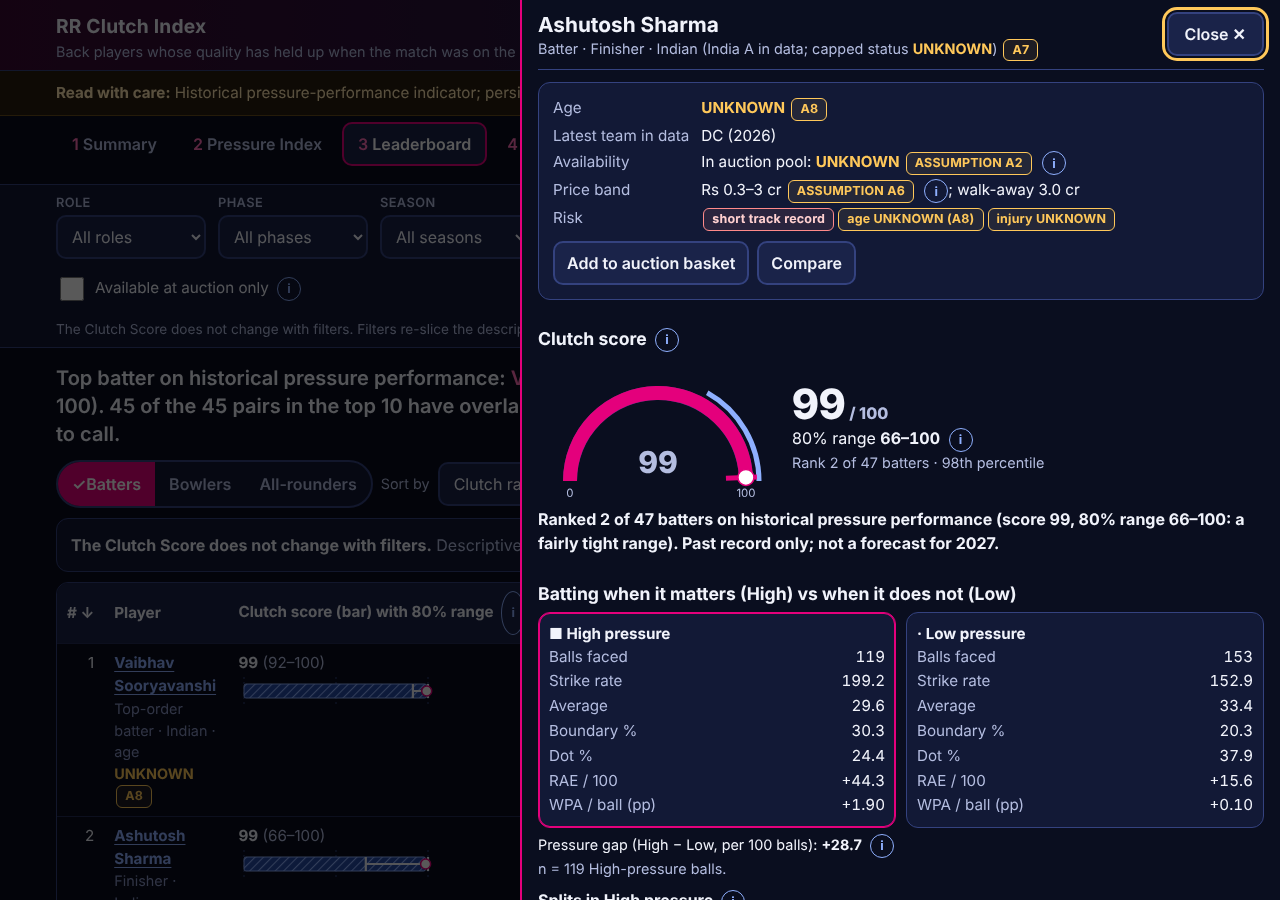 RR Clutch Index
Back players whose quality has held up when the match was on the
Read with care: Historical pressure-performance indicator;
1 Summary
2 Pressure Index
3 Leaderboard
4
ROLE
PHASE
SEASON
All roles
All phases
All seasons
Available at auction only i
The Clutch Score does not change with filters. Filters re-slice the
Top batter on historical pressure performance:
100). 45 of the 45 pairs in the top 10 have
to call.
✓Batters
Bowlers
All-rounders
Sort by
Clutch
The Clutch Score does not change with filters. Descriptive
# ↓ Player Clutch score (bar) with 80% range i
1 Vaibhav 99 (92–100)
Sooryavanshi
Top-order
batter · Indian ·
age
UNKNOWN
A8
2 Ashutosh 99 (66–100)
Sharma
Finisher ·
Ashutosh Sharma
Batter · Finisher · Indian (India A in data; capped status UNKNOWN) A7
Close ✕
Age UNKNOWN A8
Latest team in data DC (2026)
Availability In auction pool: UNKNOWN ASSUMPTION A2 i
Price band Rs 0.3–3 cr ASSUMPTION A6 i ; walk-away 3.0 cr
Risk short track record age UNKNOWN (A8) injury UNKNOWN
Add to auction basket
Compare
Clutch score i
99
0
100
99 / 100
80% range 66–100 i
Rank 2 of 47 batters · 98th percentile
Ranked 2 of 47 batters on historical pressure performance (score 99, 80% range 66–100: a
fairly tight range). Past record only; not a forecast for 2027.
Batting when it matters (High) vs when it does not (Low)
■ High pressure
Balls faced 119
Strike rate 199.2
Average 29.6
Boundary % 30.3
Dot % 24.4
RAE / 100 +44.3
WPA / ball (pp) +1.90
· Low pressure
Balls faced 153
Strike rate 152.9
Average 33.4
Boundary % 20.3
Dot % 37.9
RAE / 100 +15.6
WPA / ball (pp) +0.10
Pressure gap (High − Low, per 100 balls): +28.7 i
n = 119 High-pressure balls.
Splits in High pressure i